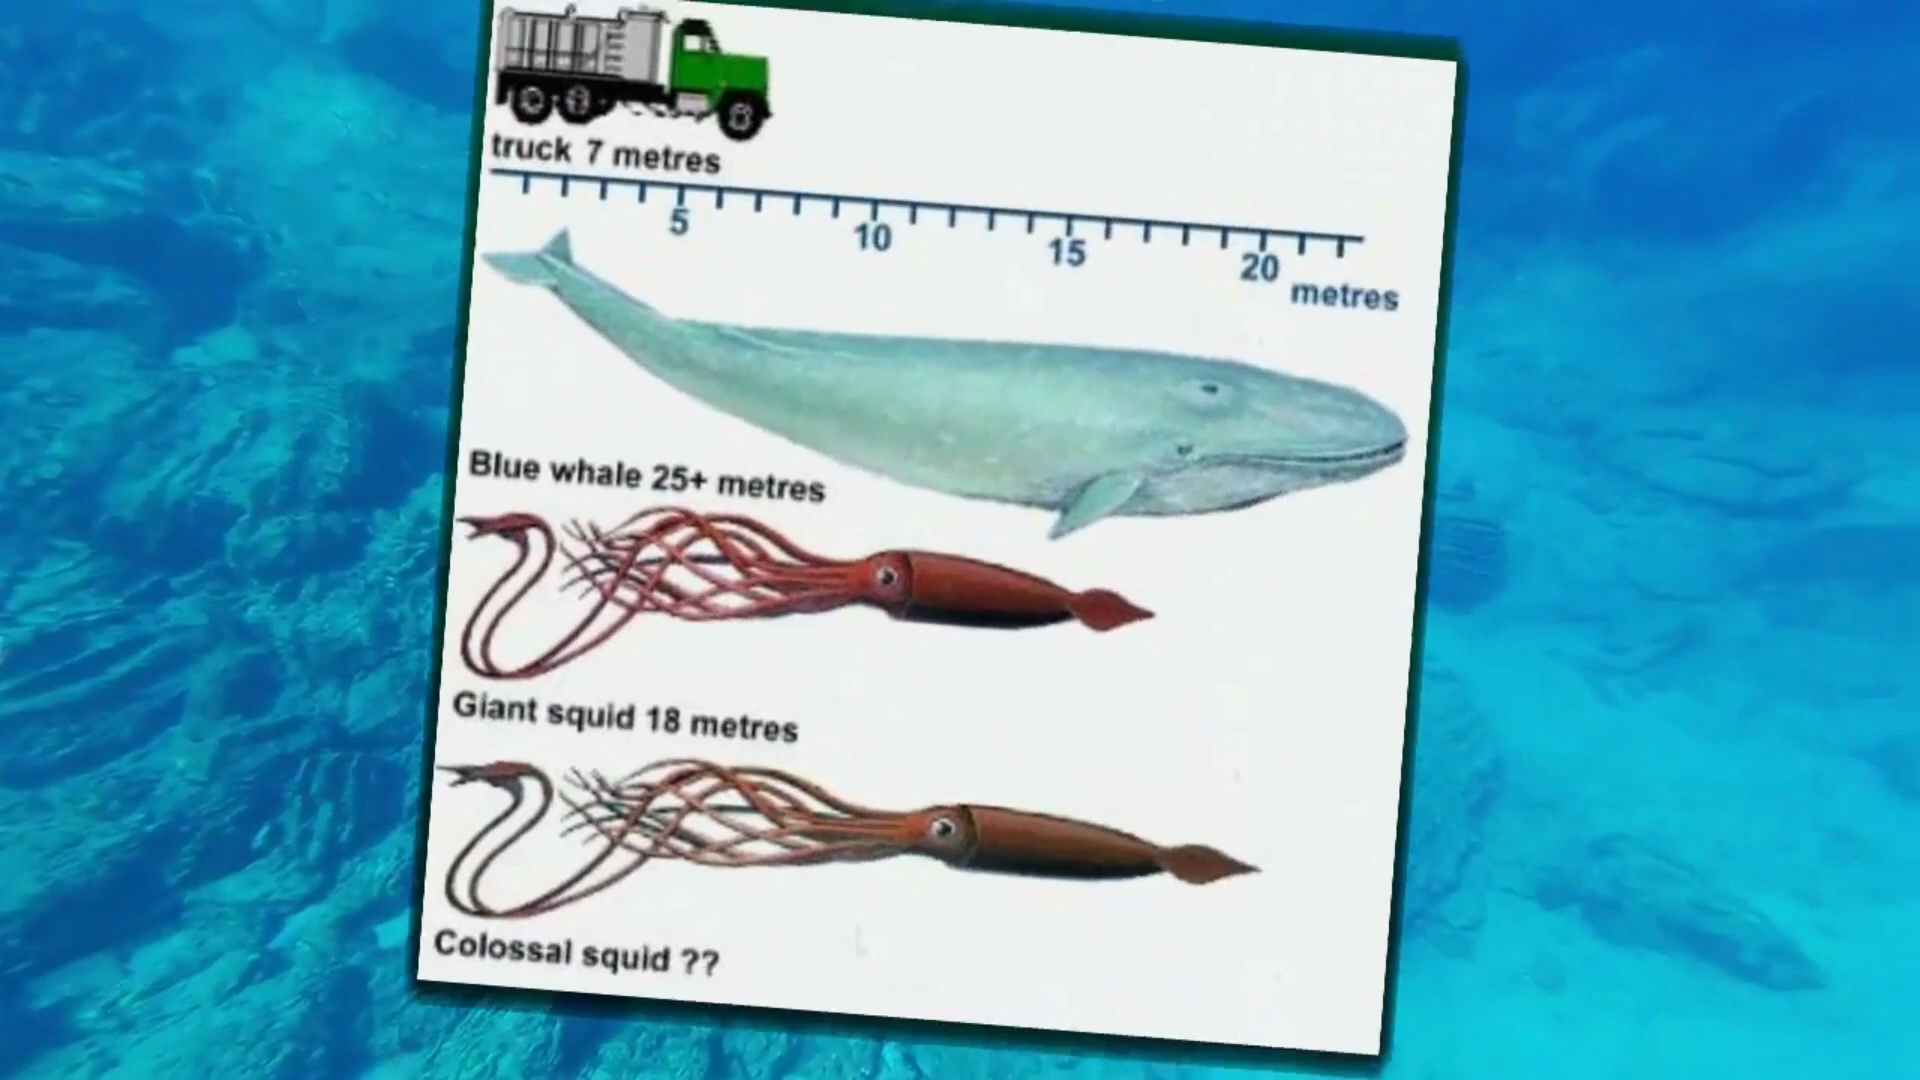 truck 7 metres
5 10 15 20 metres
Blue whale 25+ metres
Giant squid 18 metres
Colossal squid ??